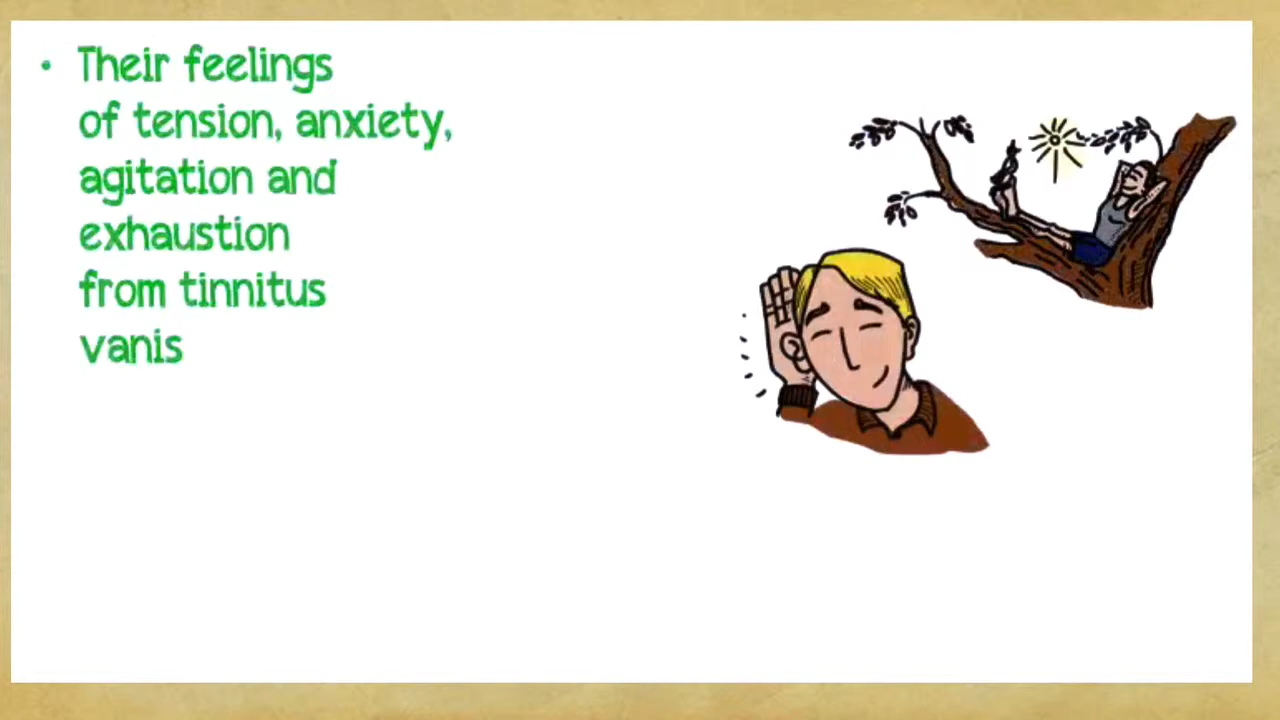 • Their feelings
of tension, anxiety,
agitation and
exhaustion
from tinnitus
vanis